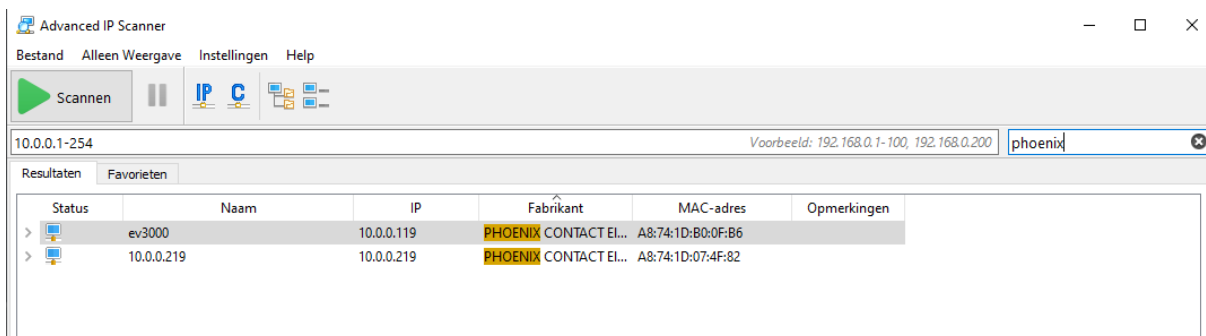 Advanced IP Scanner
Bestand Alleen Weergave Instellingen Help
Scannen IP C
10.0.0.1-254 Voorbeeld: 192.168.0.1-100, 192.168.0.200 phoenix
Resultaten Favorieten
Status Naam IP Fabrikant MAC-adres Opmerkingen
ev3000 10.0.0.119 PHOENIX CONTACT El... A8:74:1D:B0:0F:B6
10.0.0.219 10.0.0.219 PHOENIX CONTACT El... A8:74:1D:07:4F:82